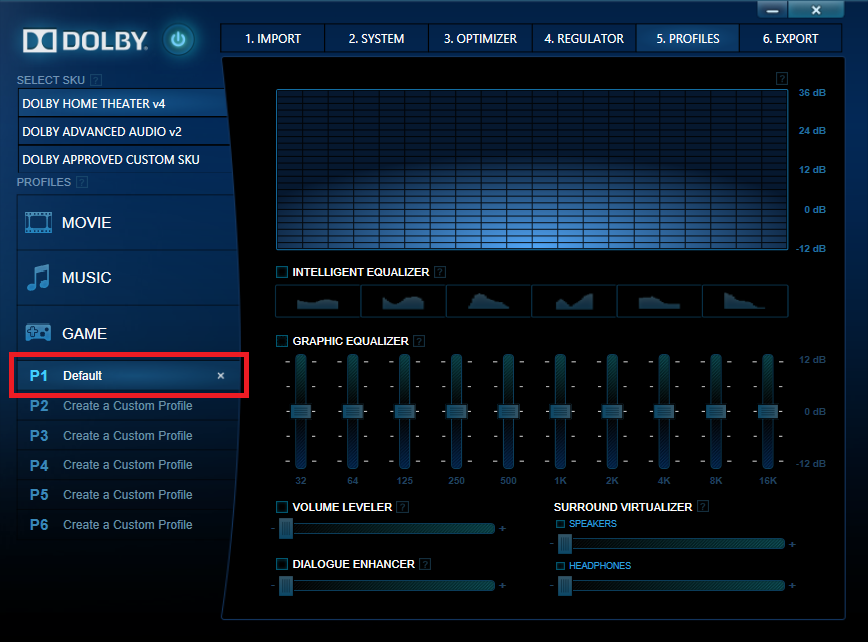 DOLBY.
1. IMPORT
2. SYSTEM
3. OPTIMIZER
4. REGULATOR
5. PROFILES
6. EXPORT
SELECT SKU ?
DOLBY HOME THEATER v4
DOLBY ADVANCED AUDIO v2
DOLBY APPROVED CUSTOM SKU
PROFILES ?
MOVIE
MUSIC
GAME
P1 Default ×
P2 Create a Custom Profile
P3 Create a Custom Profile
P4 Create a Custom Profile
P5 Create a Custom Profile
P6 Create a Custom Profile
?
36 dB
24 dB
12 dB
0 dB
-12 dB
INTELLIGENT EQUALIZER ?
GRAPHIC EQUALIZER ?
12 dB
0 dB
-12 dB
32 64 125 250 500 1K 2K 4K 8K 16K
VOLUME LEVELER ?
- +
DIALOGUE ENHANCER ?
- +
SURROUND VIRTUALIZER ?
SPEAKERS
- +
HEADPHONES
- +